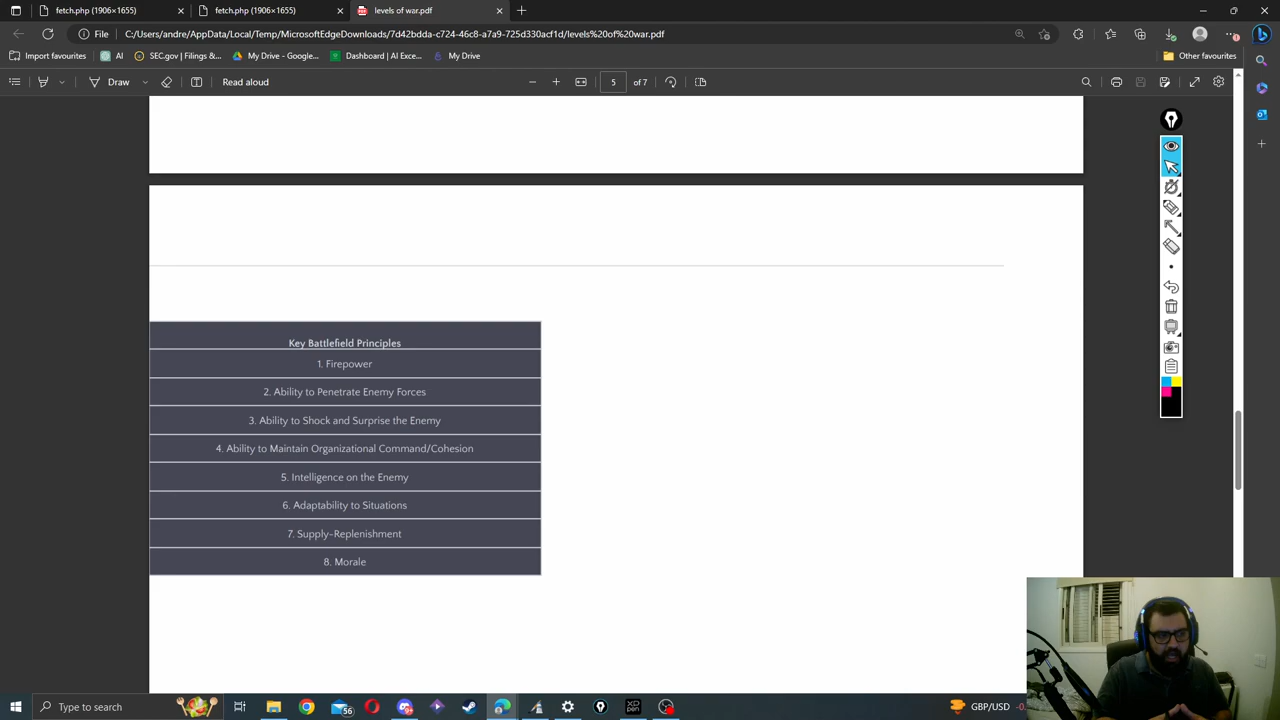 fetch.php (1906×1655)
fetch.php (1906×1655)
levels of war.pdf
File
C:/Users/andre/AppData/Local/Temp/MicrosoftEdgeDownloads/7d42bdda-c724-46c8-a7a9-725d330acf1d/levels%20of%20war.pdf
Import favourites
AI
SEC.gov | Filings &...
My Drive - Google...
Dashboard | AI Exce...
My Drive
Other favourites
Draw
Read aloud
5 of 7
Key Battlefield Principles
1. Firepower
2. Ability to Penetrate Enemy Forces
3. Ability to Shock and Surprise the Enemy
4. Ability to Maintain Organizational Command/Cohesion
5. Intelligence on the Enemy
6. Adaptability to Situations
7. Supply-Replenishment
8. Morale
Type here to search
56
XD
pen
GBP/USD